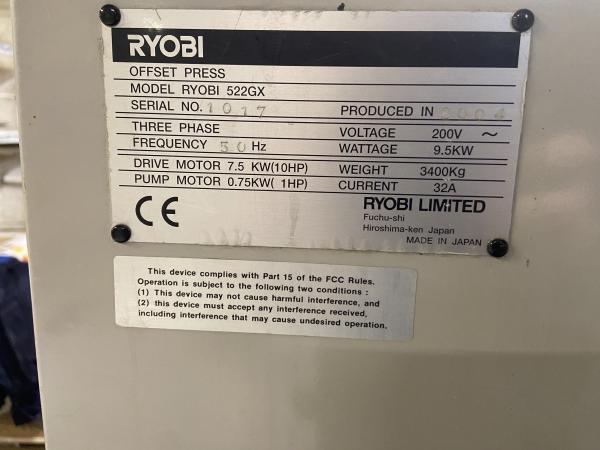 RYOBI
OFFSET PRESS
MODEL RYOBI 522GX
SERIAL NO. 1017 PRODUCED IN 2004
THREE PHASE VOLTAGE 200V ~
FREQUENCY 50 Hz WATTAGE 9.5KW
DRIVE MOTOR 7.5 KW(10HP) WEIGHT 3400Kg
PUMP MOTOR 0.75KW( 1HP) CURRENT 32A
CE RYOBI LIMITED
Fuchu-shi
Hiroshima-ken Japan
MADE IN JAPAN
This device complies with Part 15 of the FCC Rules.
Operation is subject to the following two conditions :
(1) This device may not cause harmful interference, and
(2) this device must accept any interference received,
including interference that may cause undesired operation.